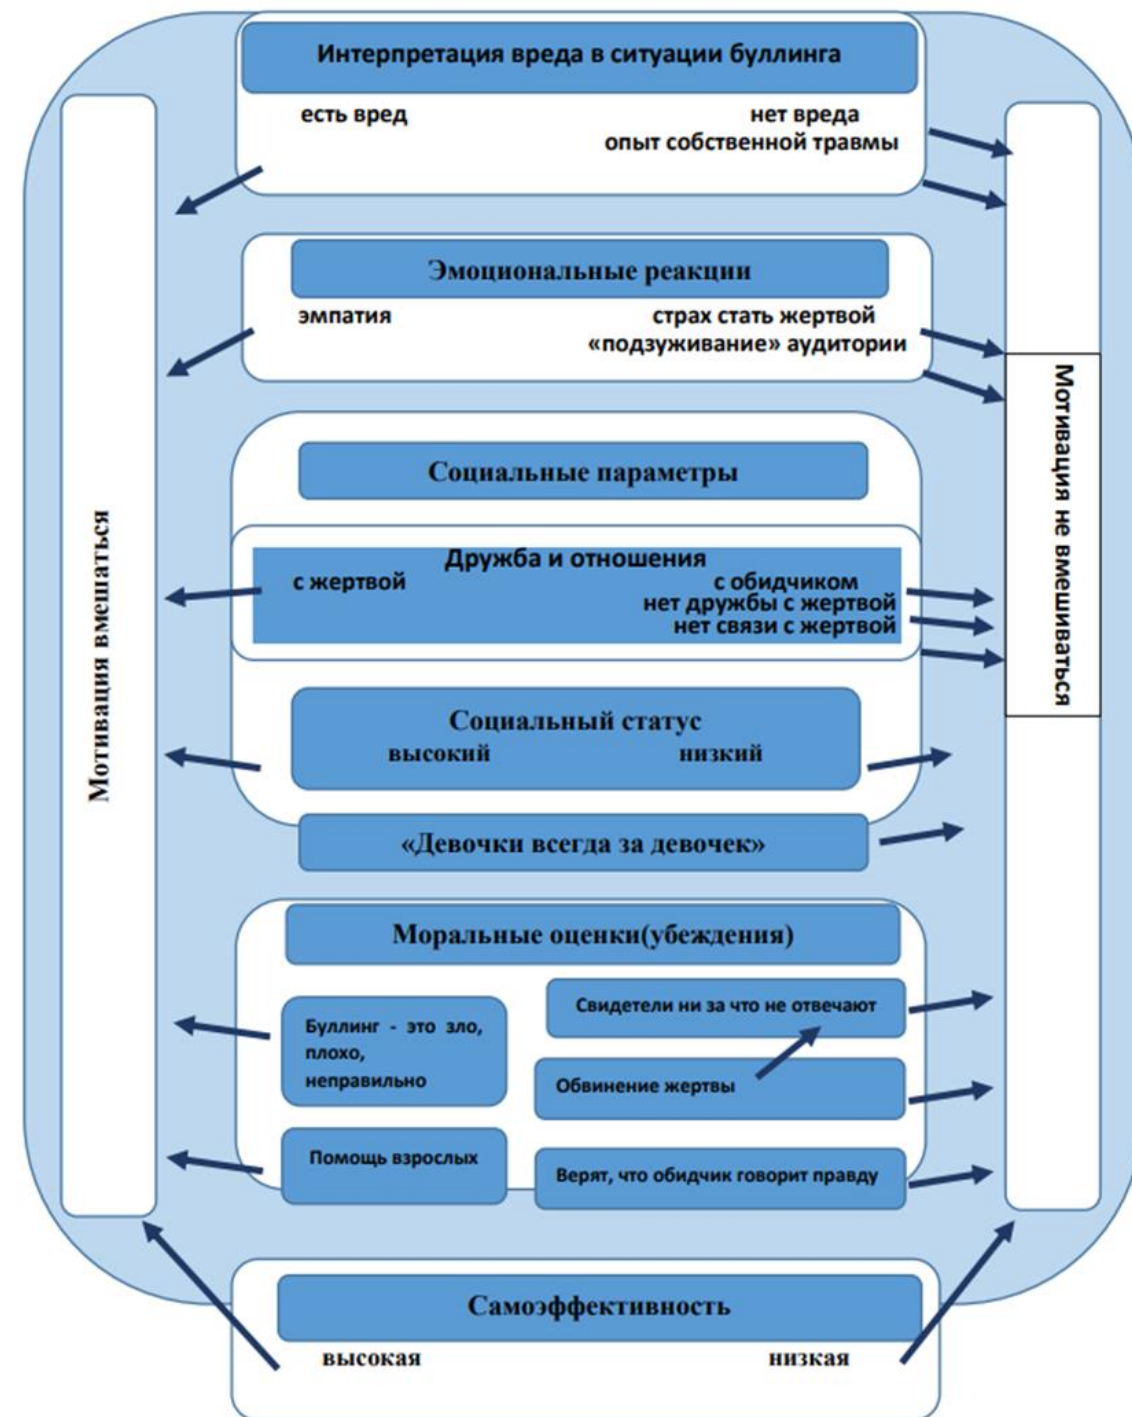 Интерпретация вреда в ситуации буллинга
есть вред
нет вреда
опыт собственной травмы
Эмоциональные реакции
эмпатия
страх стать жертвой
«подзуживание» аудитории
Мотивация вмешаться
Мотивация не вмешиваться
Социальные параметры
Дружба и отношения
с жертвой
с обидчиком
нет дружбы с жертвой
нет связи с жертвой
Социальный статус
высокий
низкий
«Девочки всегда за девочек»
Моральные оценки(убеждения)
Буллинг - это зло,
плохо,
неправильно
Помощь взрослых
Свидетели ни за что не отвечают
Обвинение жертвы
Верят, что обидчик говорит правду
Самоэффективность
высокая
низкая